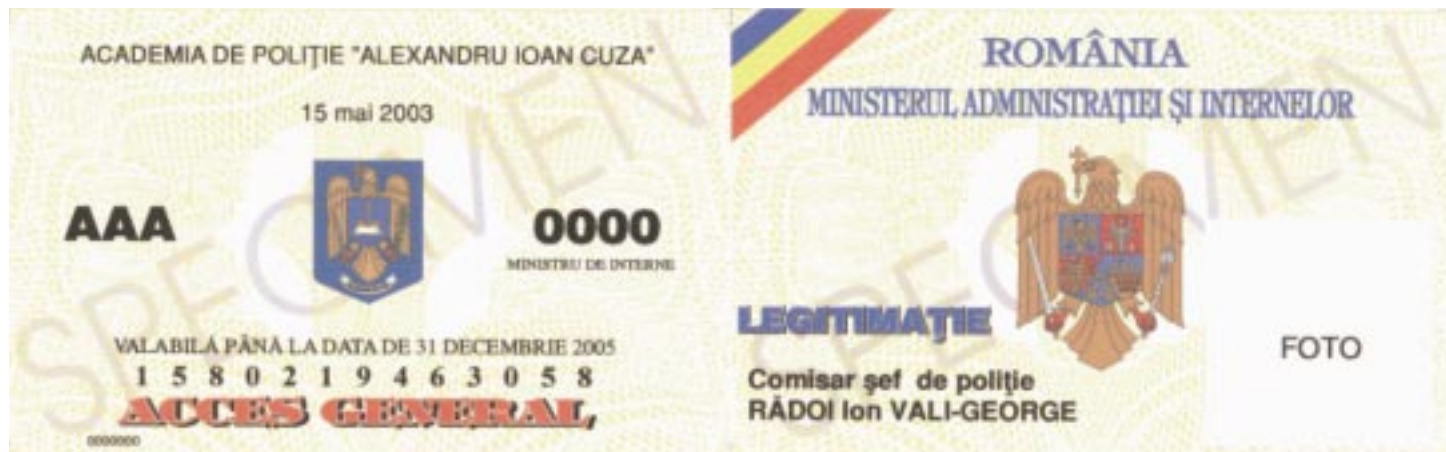 ACADEMIA DE POLIŢIE "ALEXANDRU IOAN CUZA"
15 mai 2003
AAA
0000
MINISTRU DE INTERNE
VALABILĂ PÂNĂ LA DATA DE 31 DECEMBRIE 2005
1 5 8 0 2 1 9 4 6 3 0 5 8
ACCES GENERAL
0000000
SPECIMEN
ROMÂNIA
MINISTERUL ADMINISTRAŢIEI ŞI INTERNELOR
LEGITIMAŢIE
FOTO
Comisar şef de poliţie
RĂDOI Ion VALI-GEORGE
SPECIMEN